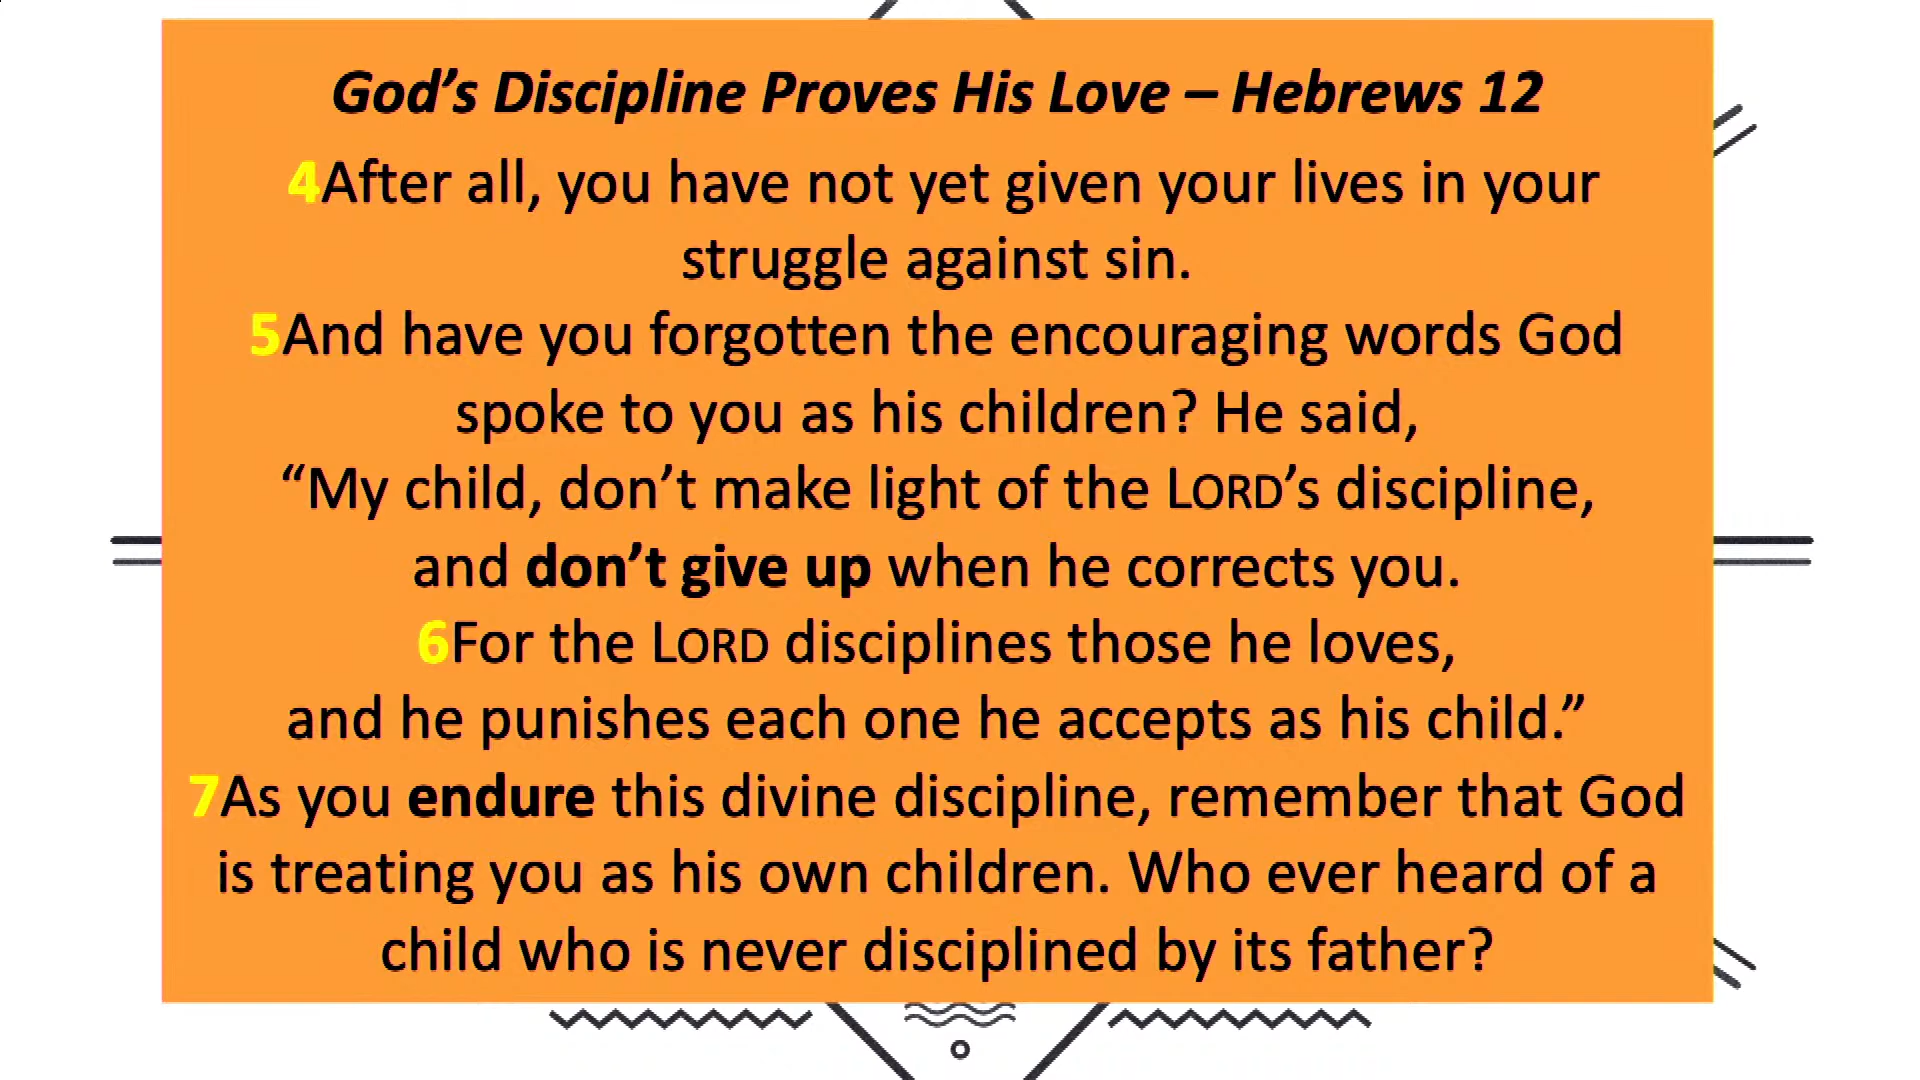 God’s Discipline Proves His Love – Hebrews 12
4After all, you have not yet given your lives in your
struggle against sin.
5And have you forgotten the encouraging words God
spoke to you as his children? He said,
“My child, don’t make light of the LORD’s discipline,
and don’t give up when he corrects you.
6For the LORD disciplines those he loves,
and he punishes each one he accepts as his child.”
7As you endure this divine discipline, remember that God
is treating you as his own children. Who ever heard of a
child who is never disciplined by its father?